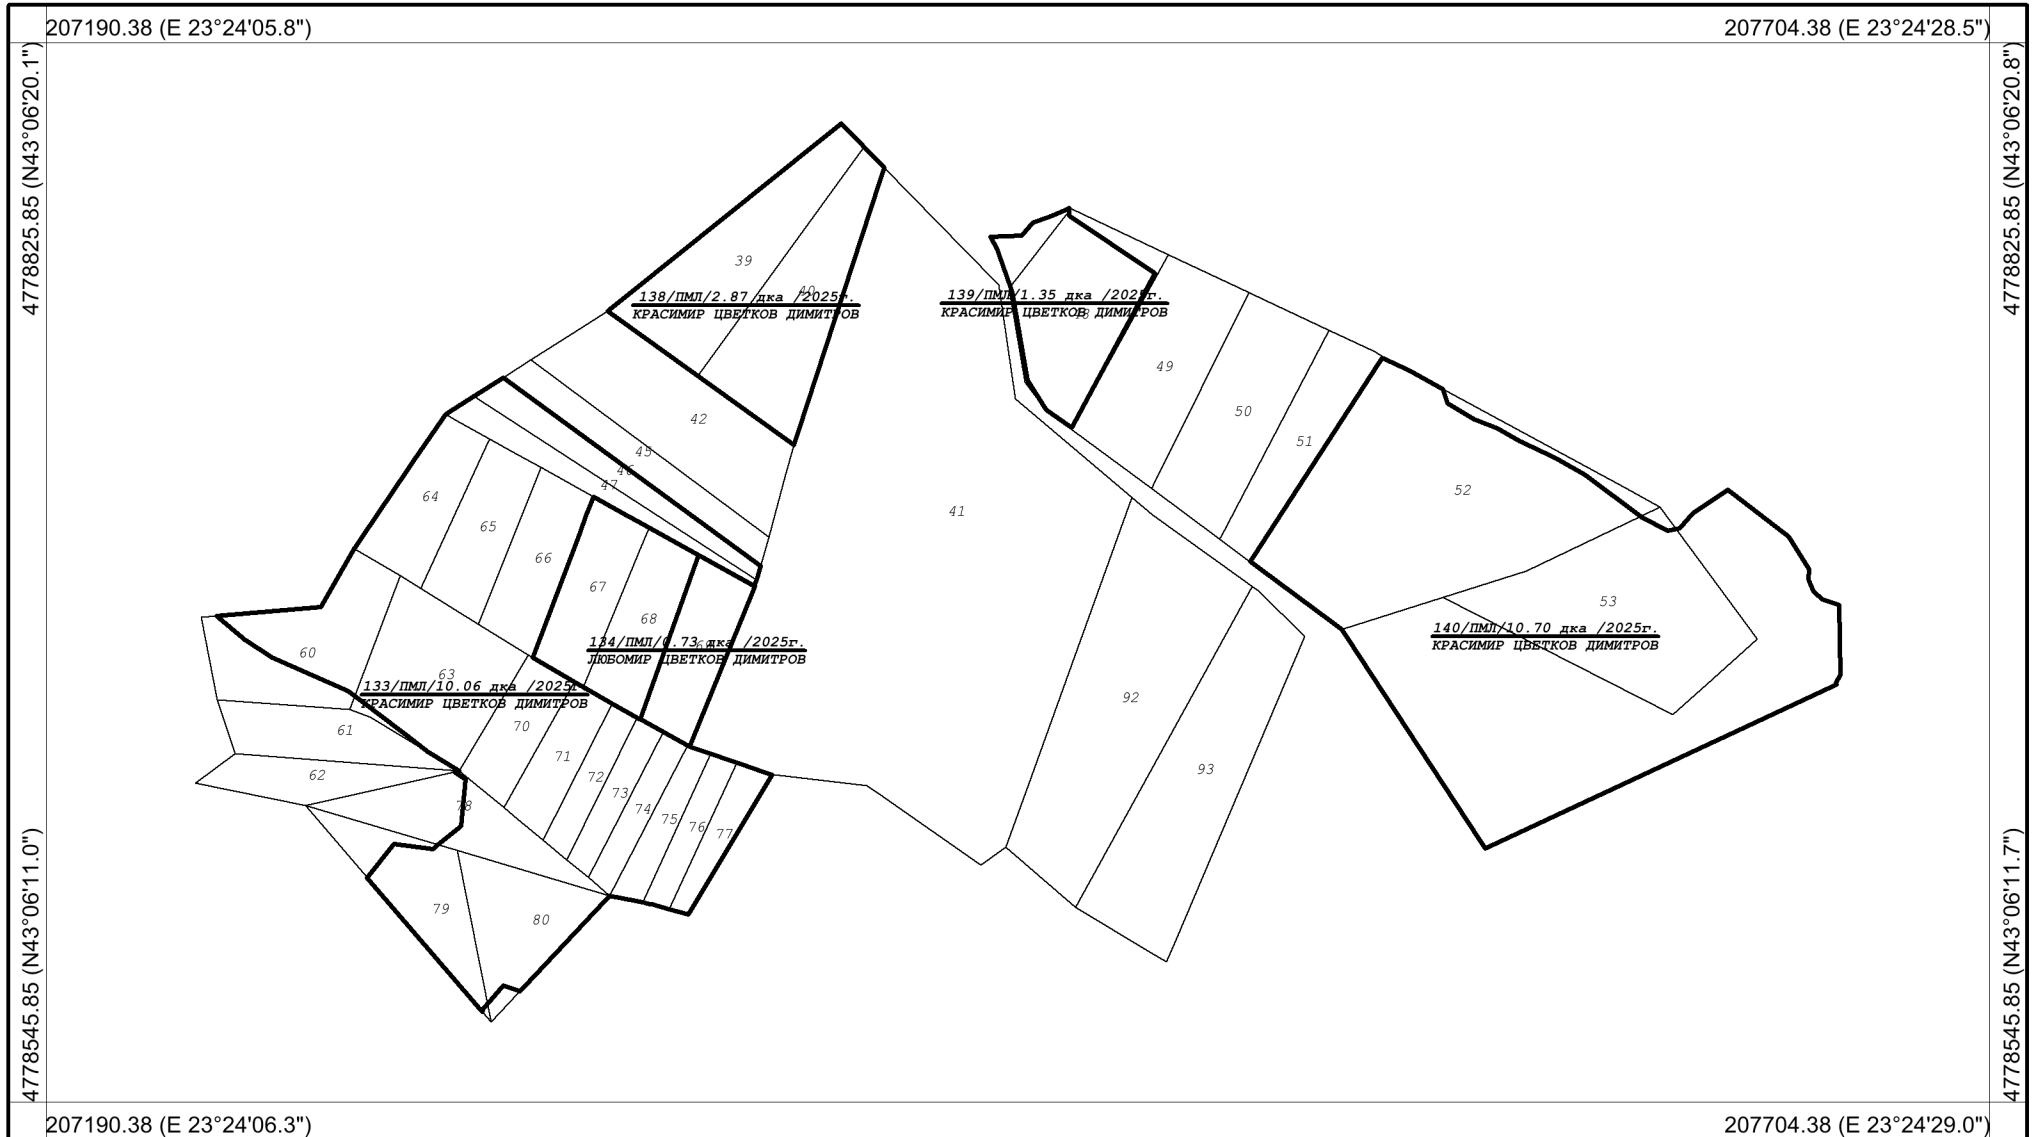 207190.38 (E 23°24'05.8")
207704.38 (E 23°24'28.5")
4778825.85 (N43°06'20.1")
4778825.85 (N43°06'20.8")
39
40
138/ПМЛ/2.87 дка /2025г.
КРАСИМИР ЦВЕТКОВ ДИМИТРОВ
139/ПМЛ/1.35 дка /2025г.
КРАСИМИР ЦВЕТКОВ ДИМИТРОВ
49
42
50
51
45
46
47
52
64
65
41
66
67
53
68
134/ПМЛ/0.73 дка /2025г.
ЛЮБОМИР ЦВЕТКОВ ДИМИТРОВ
140/ПМЛ/10.70 дка /2025г.
КРАСИМИР ЦВЕТКОВ ДИМИТРОВ
60
63
133/ПМЛ/10.06 дка /2025г.
КРАСИМИР ЦВЕТКОВ ДИМИТРОВ
92
61
70
71
62
72
93
73
78
74
75
76
77
79
80
4778545.85 (N43°06'11.0")
4778545.85 (N43°06'11.7")
207190.38 (E 23°24'06.3")
207704.38 (E 23°24'29.0")